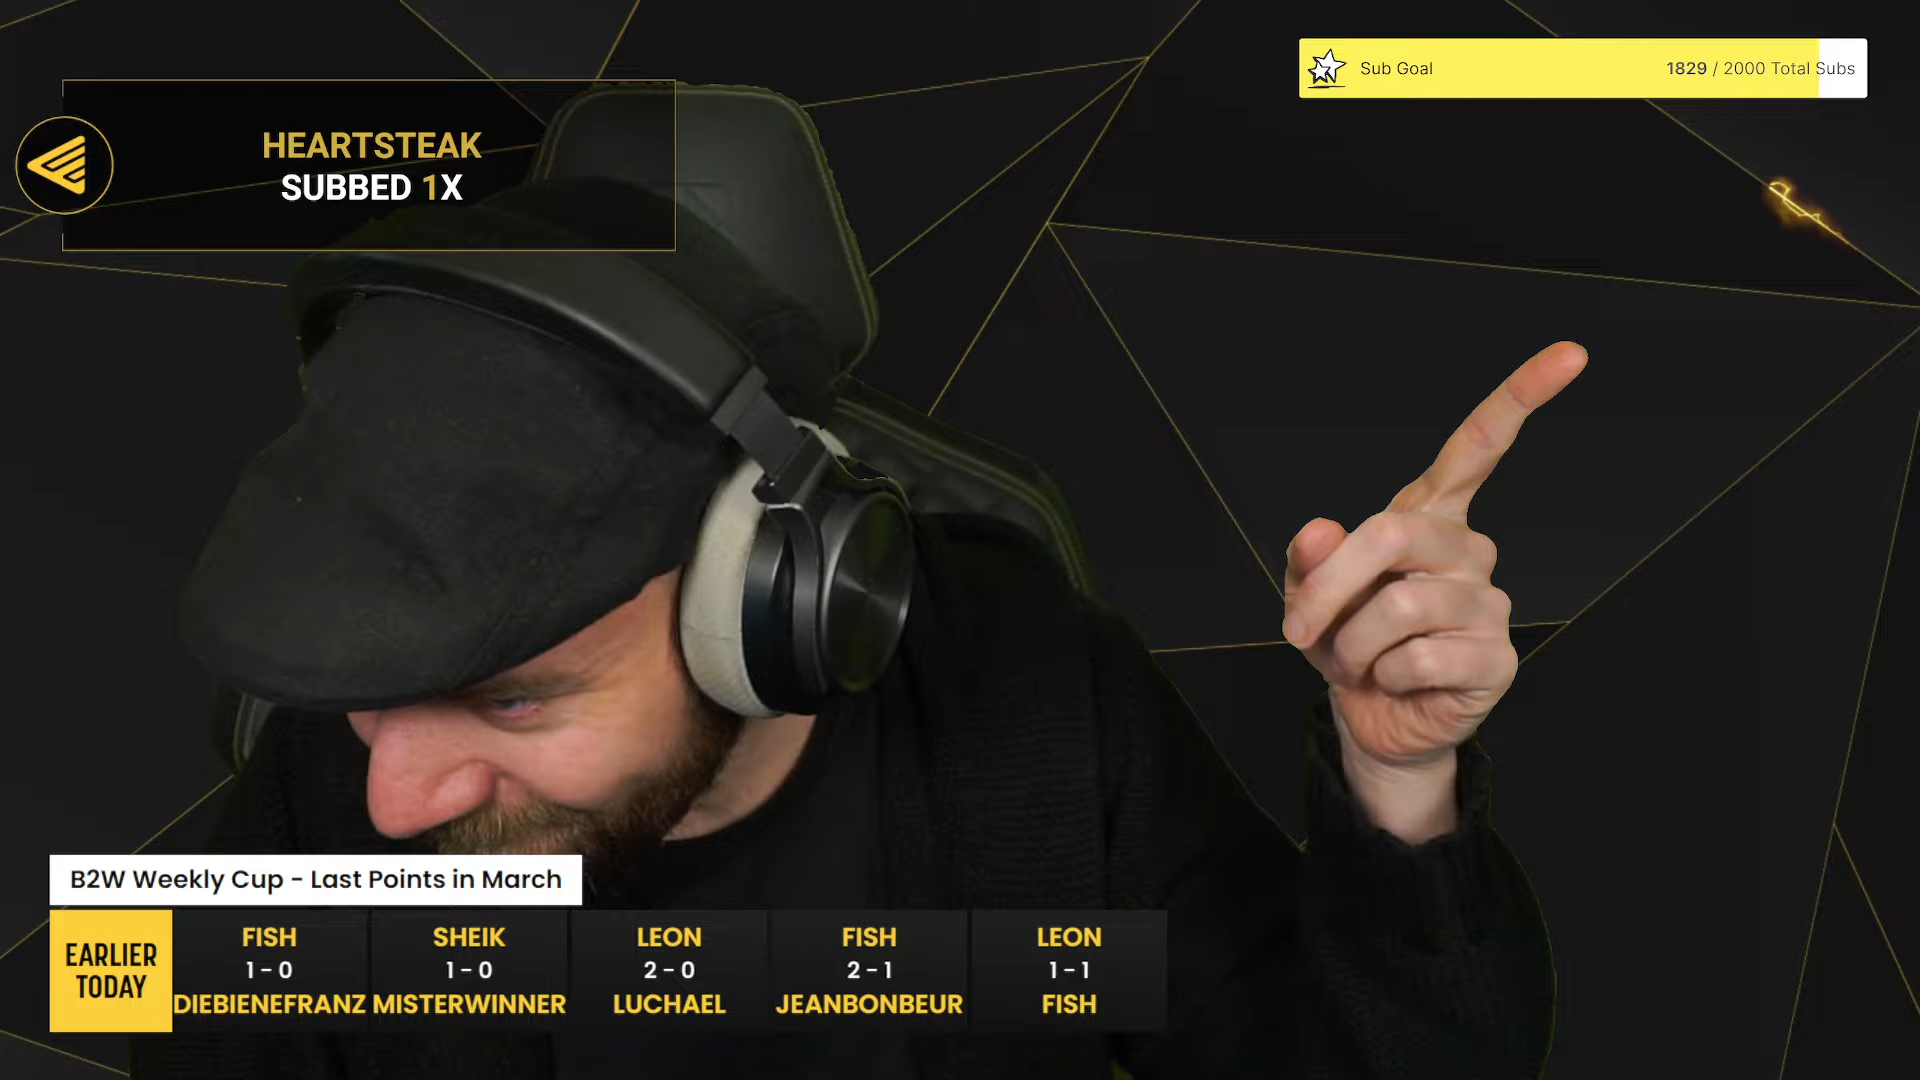 Sub Goal
1829 / 2000 Total Subs
HEARTSTEAK
SUBBED 1X
B2W Weekly Cup - Last Points in March
EARLIER
TODAY
FISH
1 - 0
DIEBIENEFRANZ
SHEIK
1 - 0
MISTERWINNER
LEON
2 - 0
LUCHAEL
FISH
2 - 1
JEANBONBEUR
LEON
1 - 1
FISH